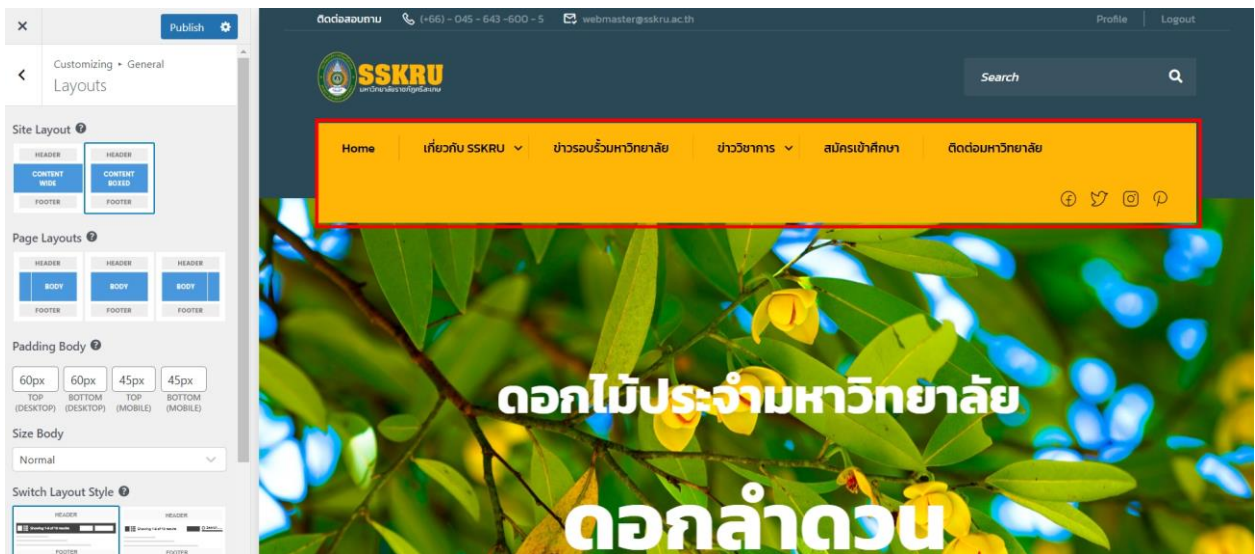 Publish
Customizing ▸ General
Layouts
Site Layout
HEADER
CONTENT WIDE
FOOTER
HEADER
CONTENT BOXED
FOOTER
Page Layouts
HEADER
BODY
FOOTER
HEADER
BODY
FOOTER
HEADER
BODY
FOOTER
Padding Body
60px 60px 45px 45px
TOP (DESKTOP) BOTTOM (DESKTOP) TOP (MOBILE) BOTTOM (MOBILE)
Size Body
Normal
Switch Layout Style
HEADER HEADER
FOOTER FOOTER
ติดต่อสอบถาม (+66) - 045 - 643 -600 - 5 webmaster@sskru.ac.th Profile Logout
SSKRU
มหาวิทยาลัยราชภัฏศรีสะเกษ
Search
Home เกี่ยวกับ SSKRU ข่าวรอบรั้วมหาวิทยาลัย ข่าววิชาการ สมัครเข้าศึกษา ติดต่อมหาวิทยาลัย
ดอกไม้ประจำมหาวิทยาลัย
ดอกลำดวน